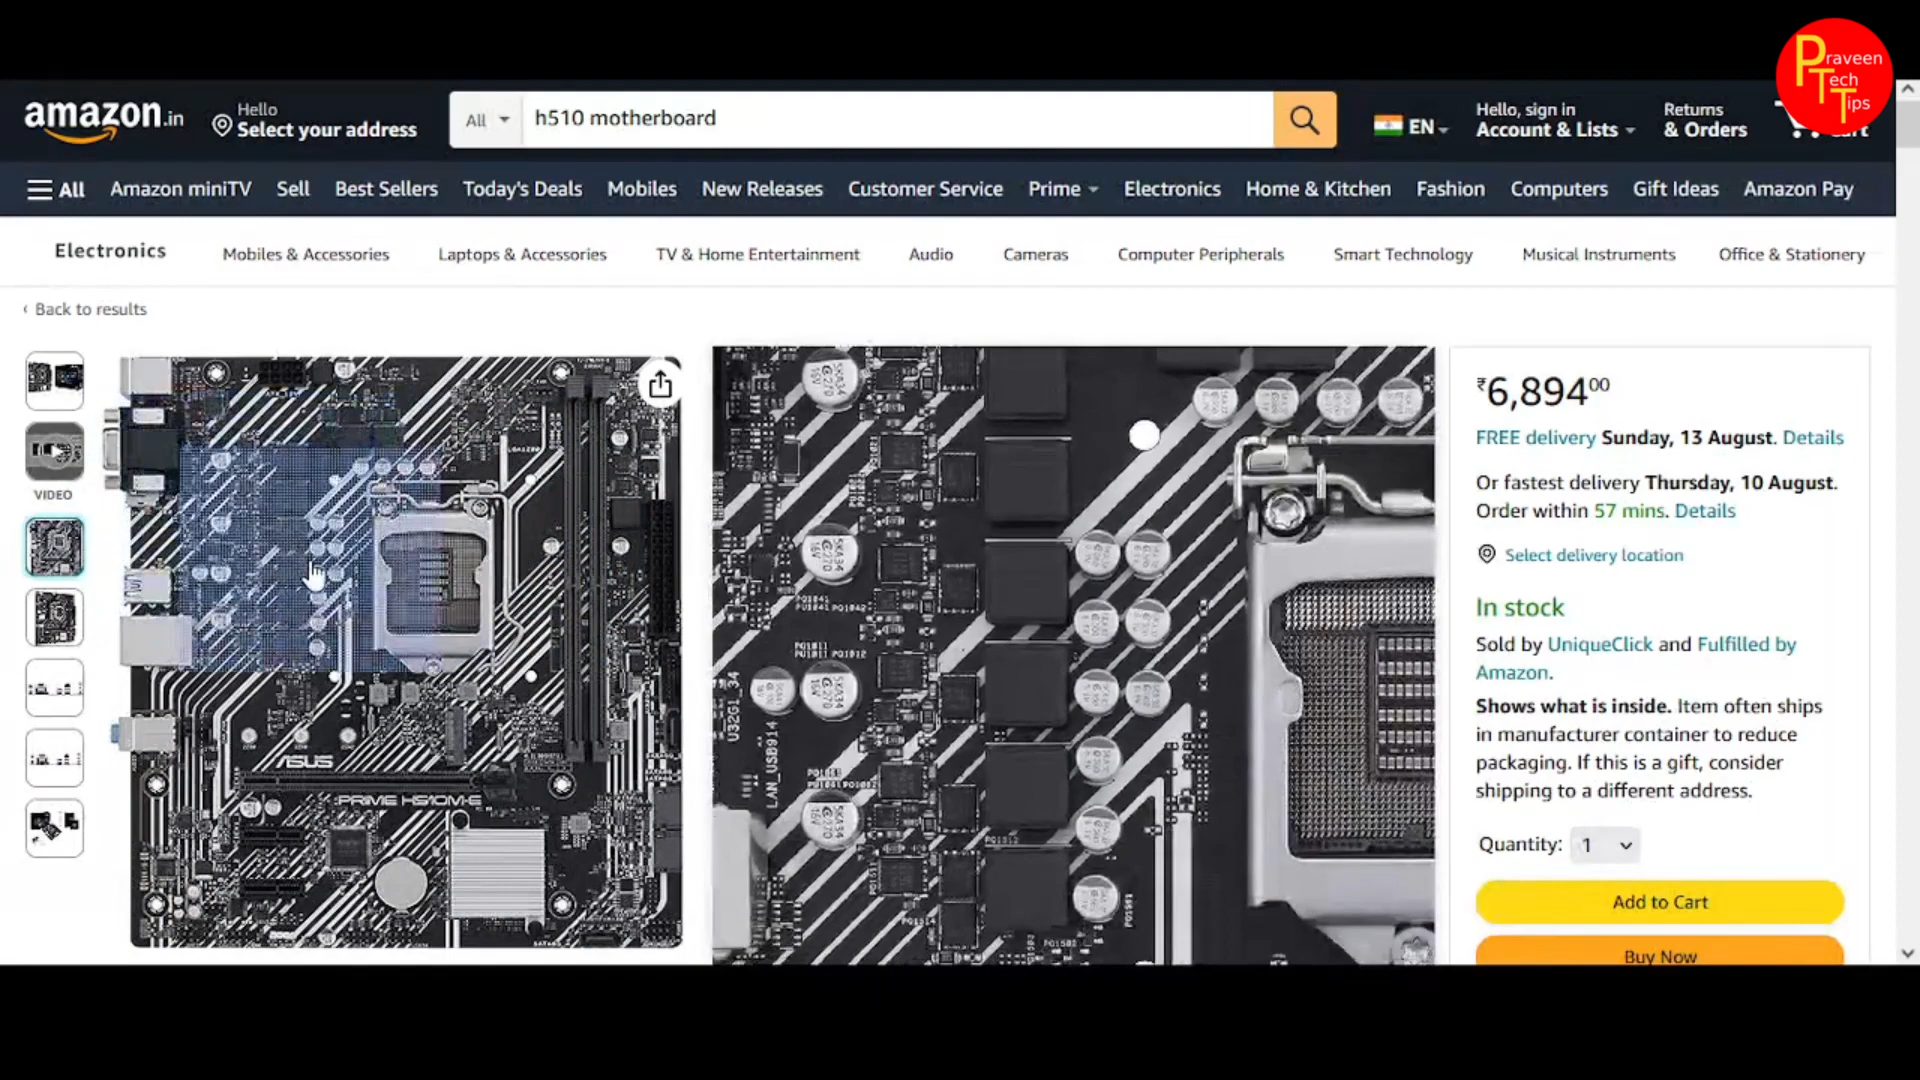 Praveen
Tech
Tips
amazon.in
Hello
Select your address
All
h510 motherboard
EN
Hello, sign in
Account & Lists
Returns
& Orders
Cart
All
Amazon miniTV
Sell
Best Sellers
Today's Deals
Mobiles
New Releases
Customer Service
Prime
Electronics
Home & Kitchen
Fashion
Computers
Gift Ideas
Amazon Pay
Electronics
Mobiles & Accessories
Laptops & Accessories
TV & Home Entertainment
Audio
Cameras
Computer Peripherals
Smart Technology
Musical Instruments
Office & Stationery
‹ Back to results
VIDEO
ASUS
PRIME H510M-E
U32G1_34
LAN_USB914
₹6,89400
FREE delivery Sunday, 13 August. Details
Or fastest delivery Thursday, 10 August.
Order within 57 mins. Details
Select delivery location
In stock
Sold by UniqueClick and Fulfilled by
Amazon.
Shows what is inside. Item often ships
in manufacturer container to reduce
packaging. If this is a gift, consider
shipping to a different address.
Quantity: 1
Add to Cart
Buy Now